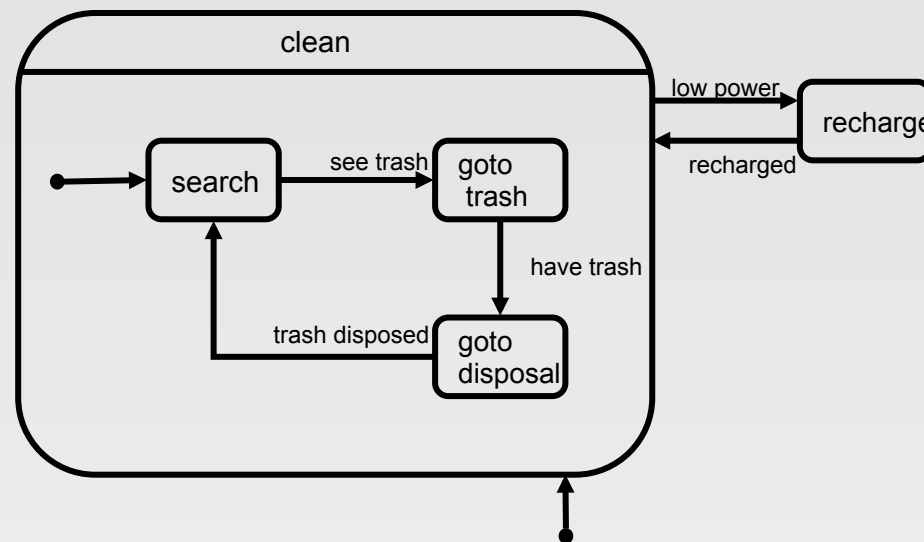 clean
low power
recharge
recharged
search
see trash
goto
trash
have trash
trash disposed
goto
disposal